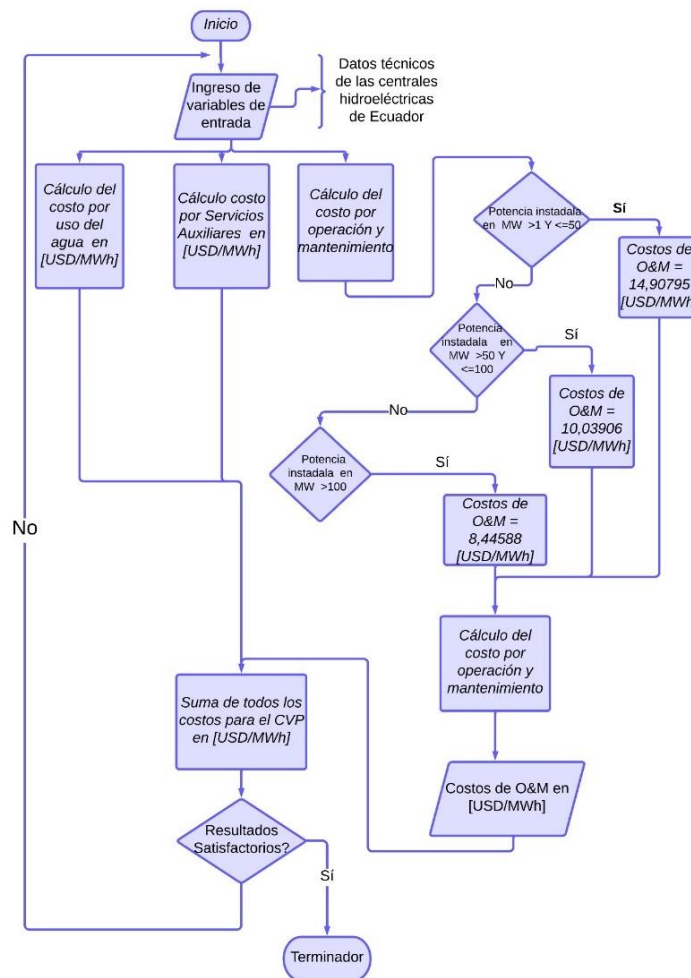 Inicio
Ingreso de
variables de
entrada
Datos técnicos
de las centrales
hidroeléctricas
de Ecuador
Cálculo del
costo por
uso del
agua en
[USD/MWh]
Cálculo costo
por Servicios
Auxiliares en
[USD/MWh]
Cálculo del
costo por
operación y
mantenimiento
Potencia instadala
en MW >1 Y <=50
Sí
Costos de
O&M =
14,90795
[USD/MWh]
No
Potencia
instadala en
MW >50 Y
<=100
Sí
Costos de
O&M =
10,03906
[USD/MWh]
No
Potencia
instadala en
MW >100
Sí
Costos de
O&M =
8,44588
[USD/MWh]
No
Cálculo del
costo por
operación y
mantenimiento
Suma de todos los
costos para el CVP
en [USD/MWh]
Costos de O&M en
[USD/MWh]
Resultados
Satisfactorios?
Sí
Terminador